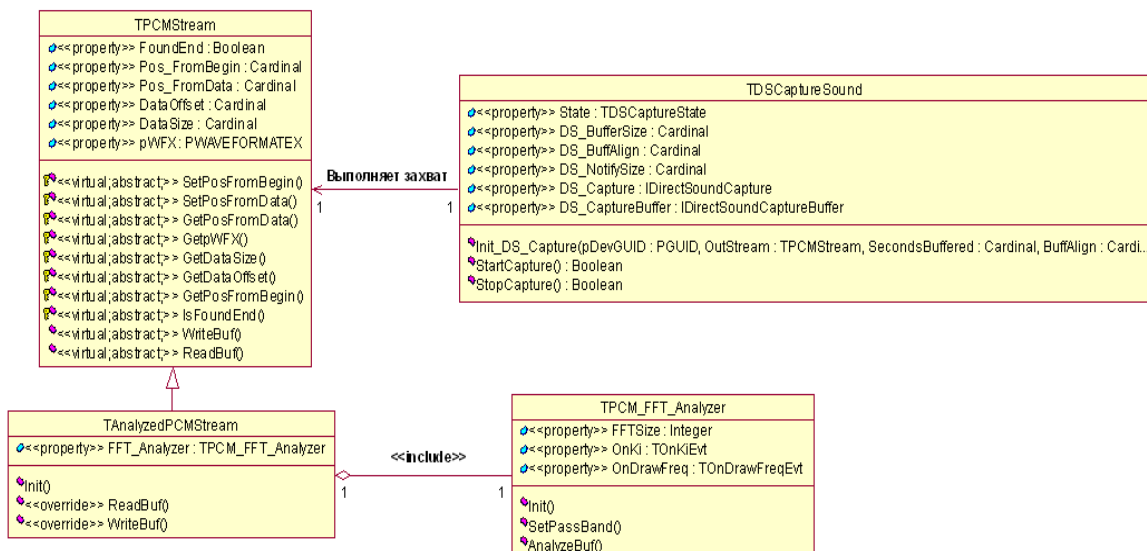 TPCMStream
<<property>> FoundEnd : Boolean
<<property>> Pos_FromBegin : Cardinal
<<property>> Pos_FromData : Cardinal
<<property>> DataOffset : Cardinal
<<property>> DataSize : Cardinal
<<property>> pWFX : PWAVEFORMATEX
<<virtual;abstract;>> SetPosFromBegin()
<<virtual;abstract;>> SetPosFromData()
<<virtual;abstract;>> GetPosFromData()
<<virtual;abstract;>> GetpWFX()
<<virtual;abstract;>> GetDataSize()
<<virtual;abstract;>> GetDataOffset()
<<virtual;abstract;>> GetPosFromBegin()
<<virtual;abstract;>> IsFoundEnd()
<<virtual;abstract;>> WriteBuf()
<<virtual;abstract;>> ReadBuf()
Выполняет захват
1
1
TDSCaptureSound
<<property>> State : TDSCaptureState
<<property>> DS_BufferSize : Cardinal
<<property>> DS_BuffAlign : Cardinal
<<property>> DS_NotifySize : Cardinal
<<property>> DS_Capture : IDirectSoundCapture
<<property>> DS_CaptureBuffer : IDirectSoundCaptureBuffer
Init_DS_Capture(pDevGUID : PGUID, OutStream : TPCMStream, SecondsBuffered : Cardinal, BuffAlign : Cardi...
StartCapture() : Boolean
StopCapture() : Boolean
TAnalyzedPCMStream
<<property>> FFT_Analyzer : TPCM_FFT_Analyzer
Init()
<<override>> ReadBuf()
<<override>> WriteBuf()
<<include>>
1
1
TPCM_FFT_Analyzer
<<property>> FFTSize : Integer
<<property>> OnKi : TOnKiEvt
<<property>> OnDrawFreq : TOnDrawFreqEvt
Init()
SetPassBand()
AnalyzeBuf()